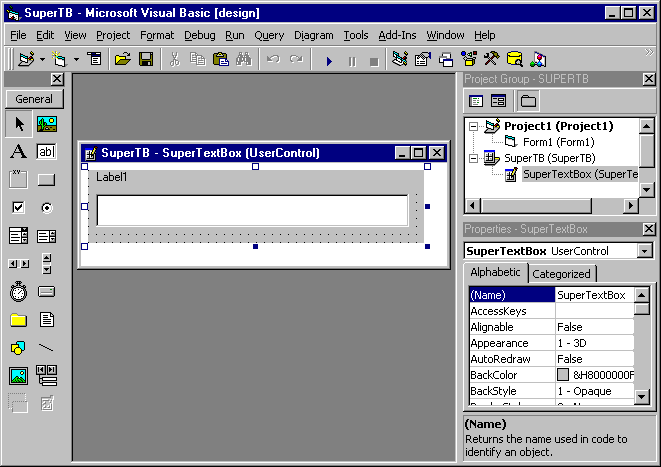 SuperTB - Microsoft Visual Basic [design]
File Edit View Project Format Debug Run Query Diagram Tools Add-Ins Window Help
General
A
ab|
xv
SuperTB - SuperTextBox (UserControl)
Label1
Project Group - SUPERTB
Project1 (Project1)
Form1 (Form1)
SuperTB (SuperTB)
SuperTextBox (SuperTe
Properties - SuperTextBox
SuperTextBox UserControl
Alphabetic Categorized
(Name) SuperTextBox
AccessKeys
Alignable False
Appearance 1 - 3D
AutoRedraw False
BackColor &H8000000F
BackStyle 1 - Opaque
(Name)
Returns the name used in code to
identify an object.